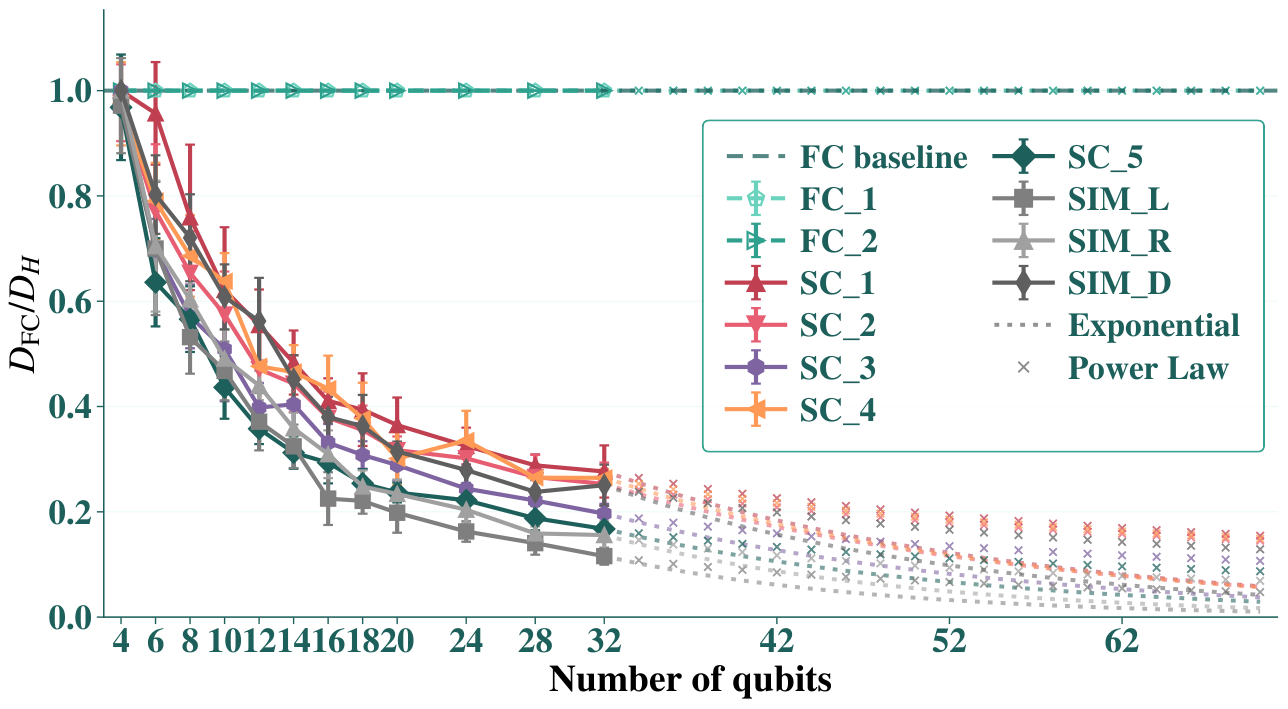 1.0
0.8
0.6
0.4
0.2
0.0
D_FC/D_H
FC baseline
FC_1
FC_2
SC_1
SC_2
SC_3
SC_4
SC_5
SIM_L
SIM_R
SIM_D
Exponential
Power Law
4 6 8 10 12 14 16 18 20 24 28 32 42 52 62
Number of qubits